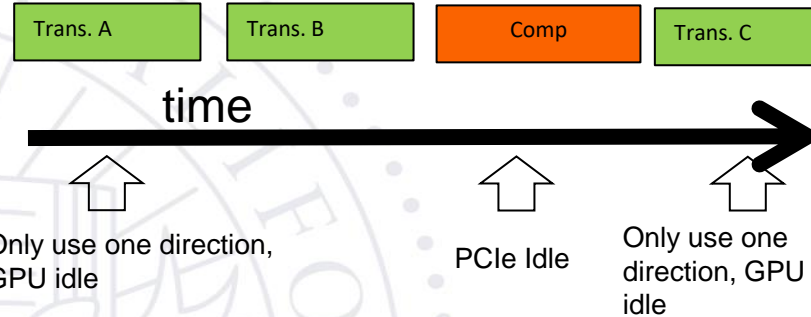 Trans. A
Trans. B
Comp
Trans. C
time
Only use one direction,
GPU idle
PCIe Idle
Only use one
direction, GPU
idle